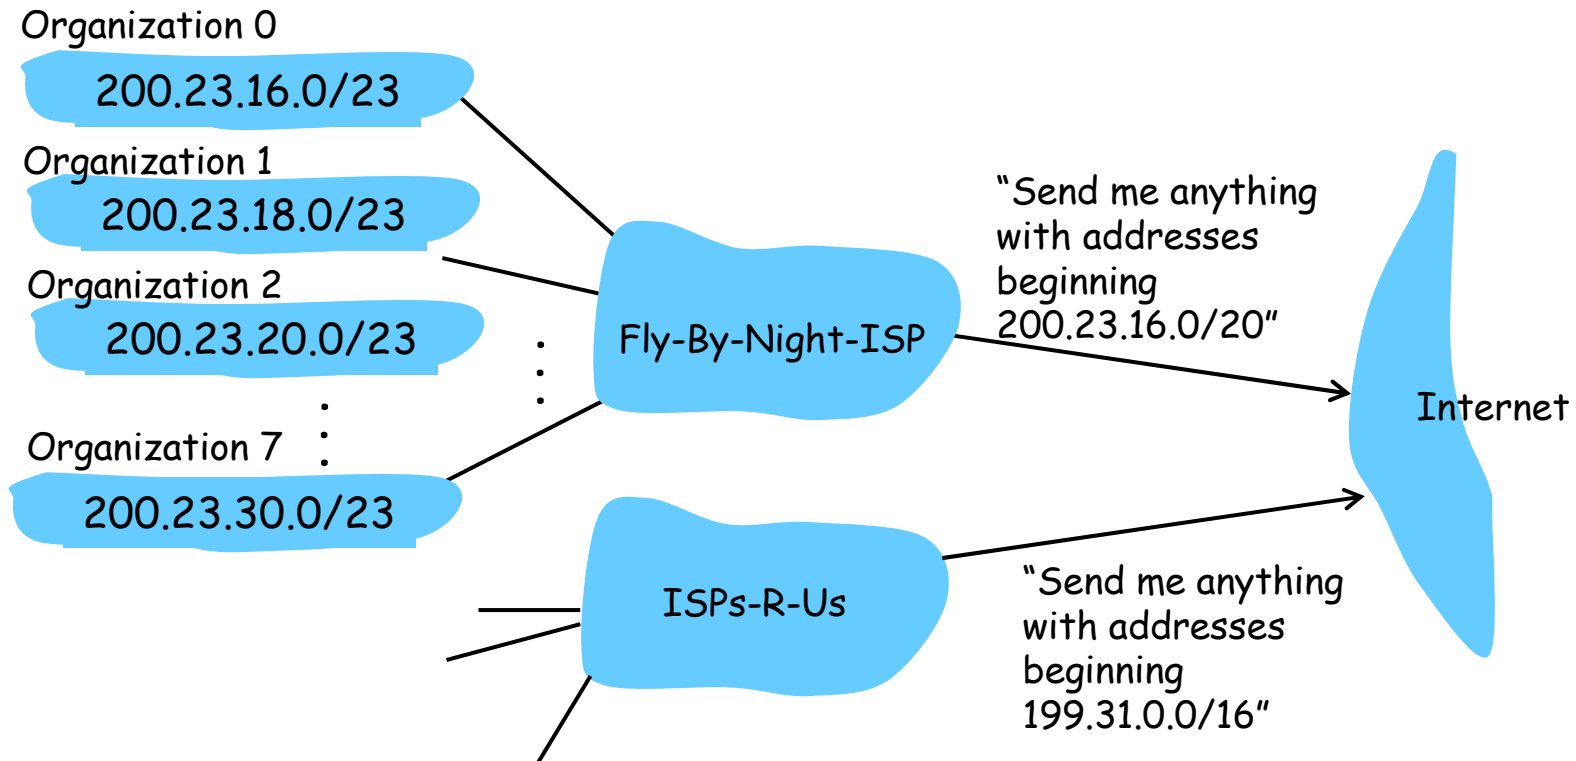 Organization 0
200.23.16.0/23
Organization 1
200.23.18.0/23
Organization 2
200.23.20.0/23
Organization 7
200.23.30.0/23
Fly-By-Night-ISP
“Send me anything
with addresses
beginning
200.23.16.0/20”
Internet
ISPs-R-Us
“Send me anything
with addresses
beginning
199.31.0.0/16”